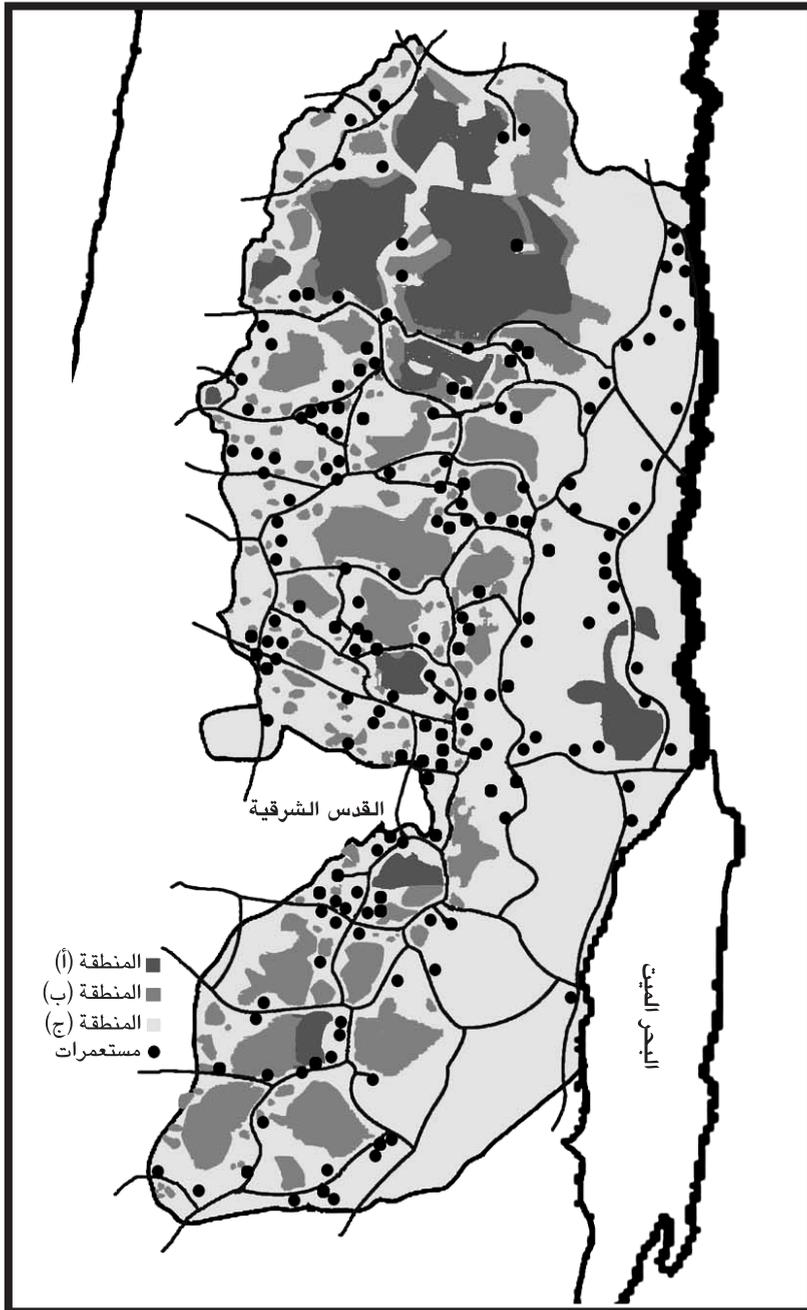 القدس الشرقية
المنطقة (أ)
المنطقة (ب)
المنطقة (ج)
مستعمرات
البحر الميت